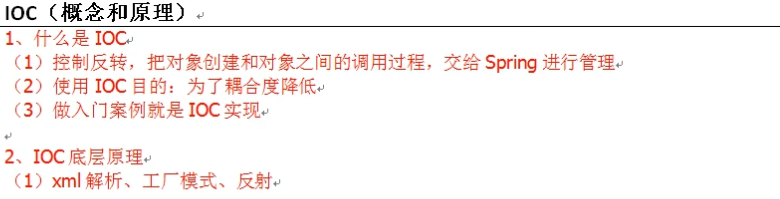 IOC（概念和原理）
1、什么是 IOC
（1）控制反转，把对象创建和对象之间的调用过程，交给 Spring 进行管理
（2）使用 IOC 目的：为了耦合度降低
（3）做入门案例就是 IOC 实现
2、IOC 底层原理
（1）xml 解析、工厂模式、反射